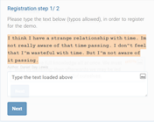 Registration step 1/ 2
Please type the text below (typos allowed), in order to register
for the demo.
I think I have a strange relationship with time. Im
not really aware of that time passing. I don't feel
that I'm wasteful with time. But I'm not aware of
it passing.
Type the text loaded above
Next